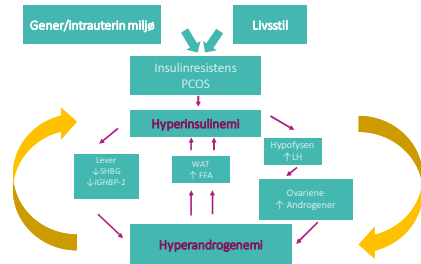 Gener/intrauterin miljø
Livsstil
Insulinresistens
PCOS
Hyperinsulinemi
Hypofysen
↑LH
Lever
↓SHBG
↓IGHBP-1
WAT
↑ FFA
Ovariene
↑ Androgener
Hyperandrogenemi